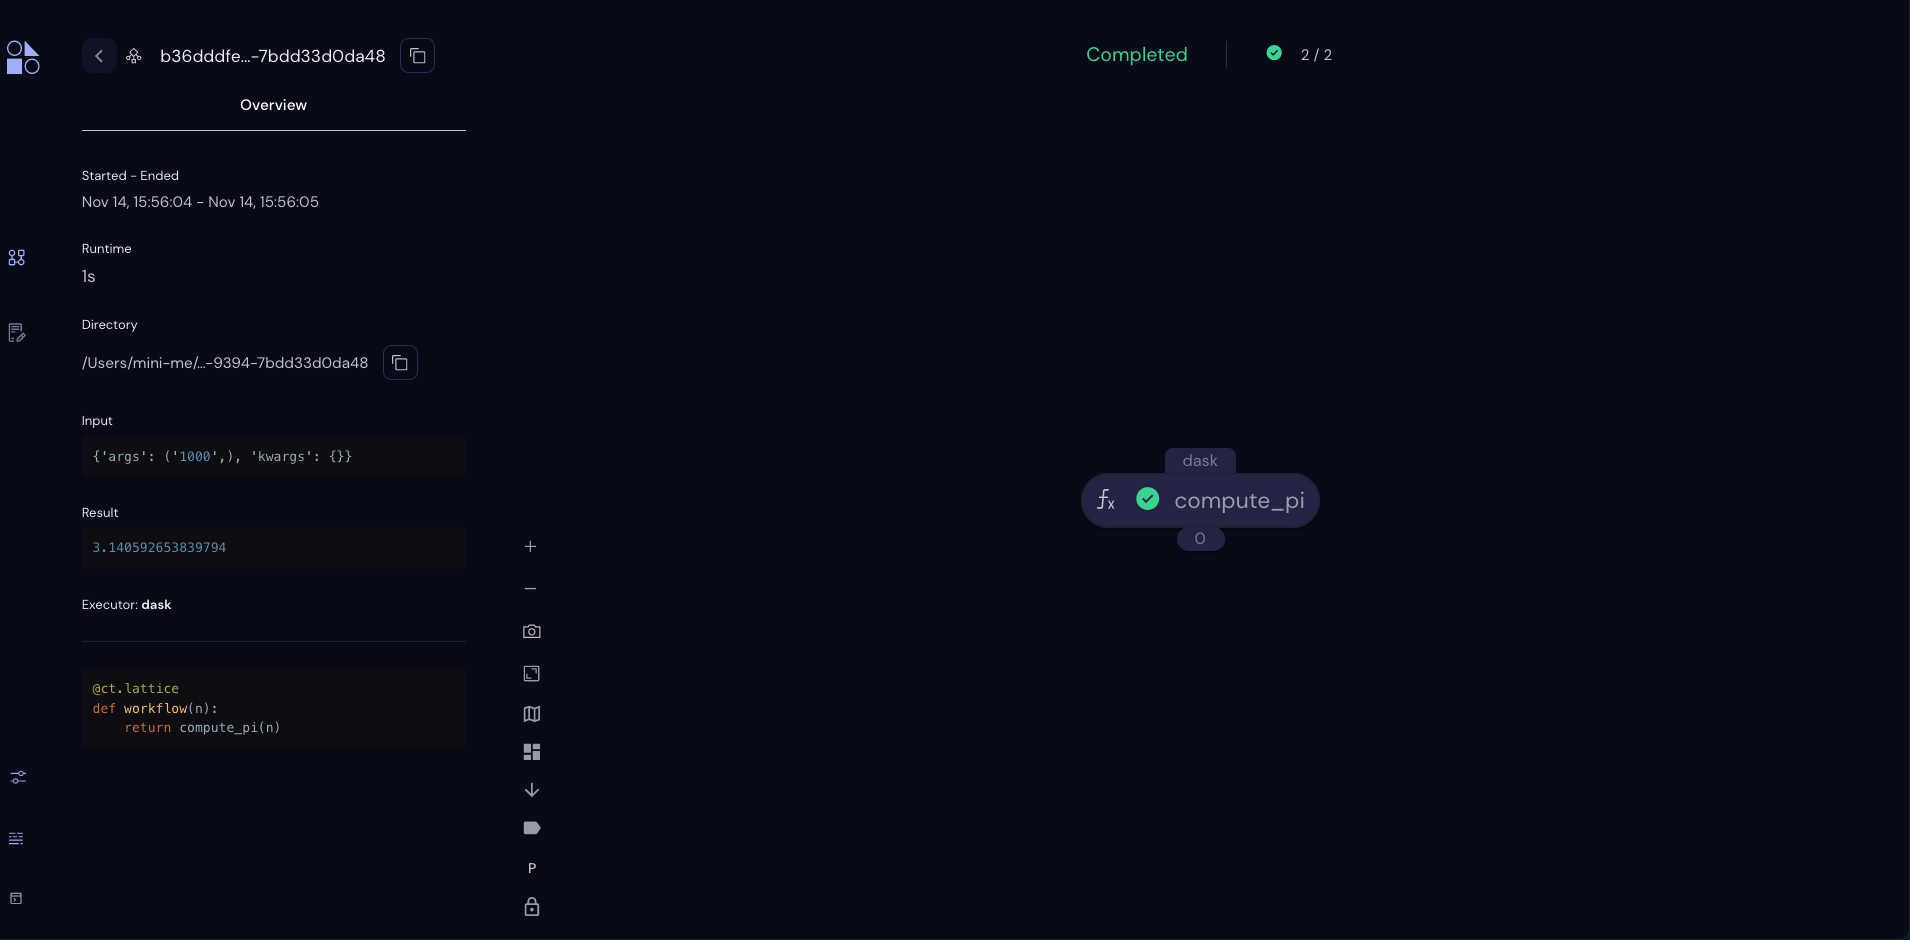 b36dddfe...-7bdd33d0da48
Completed
2 / 2
Overview
Started - Ended
Nov 14, 15:56:04 - Nov 14, 15:56:05
Runtime
1s
Directory
/Users/mini-me/...-9394-7bdd33d0da48
Input
{'args': ('1000',), 'kwargs': {}}
Result
3.140592653839794
Executor: dask
@ct.lattice
def workflow(n):
    return compute_pi(n)
P
dask
fx compute_pi
0